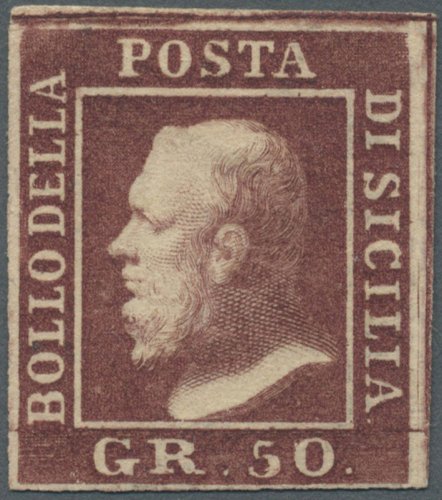 BOLLO DELLA
POSTA
DI SICILIA
GR. 50.